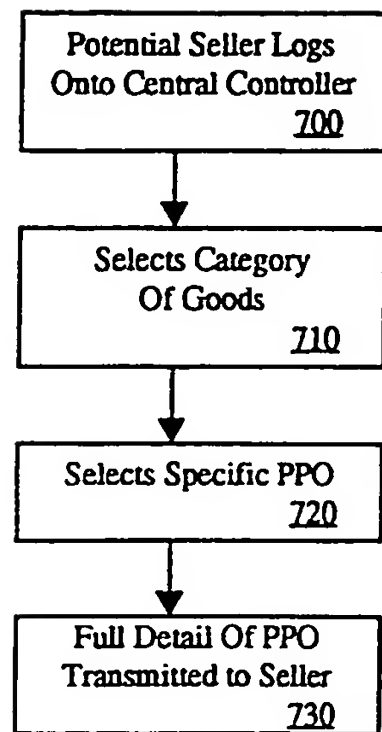 Potential Seller Logs
Onto Central Controller
700
Selects Category
Of Goods
710
Selects Specific PPO
720
Full Detail Of PPO
Transmitted to Seller
730